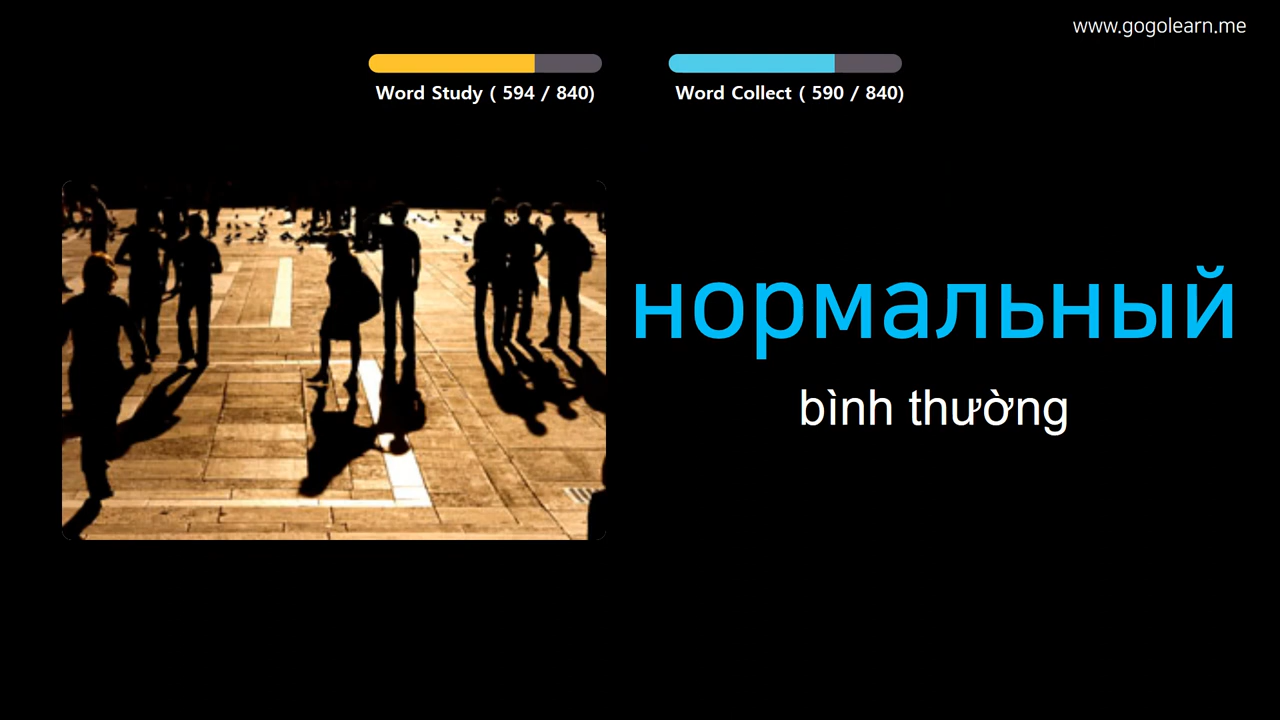 www.gogolearn.me
Word Study ( 594 / 840)
Word Collect ( 590 / 840)
нормальный
bình thường